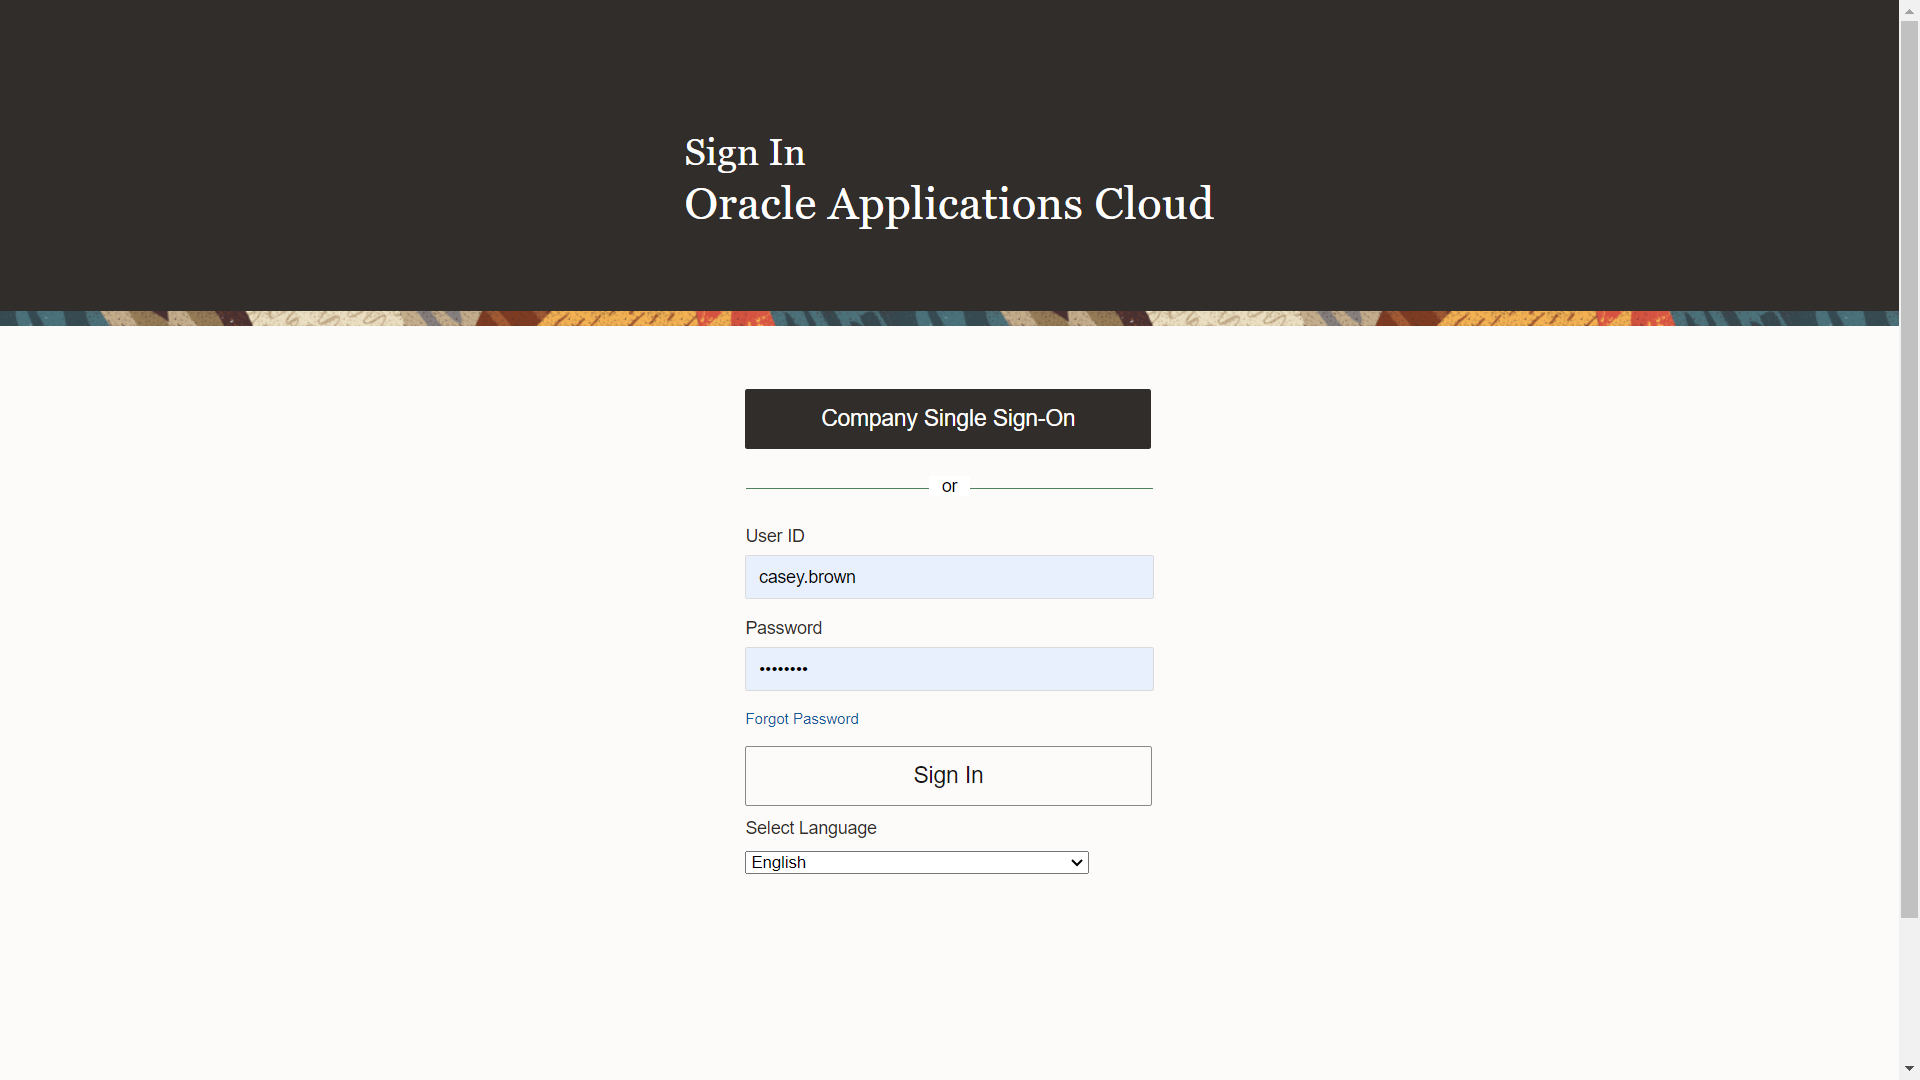 Sign In
Oracle Applications Cloud
Company Single Sign-On
or
User ID
casey.brown
Password
••••••••
Forgot Password
Sign In
Select Language
English